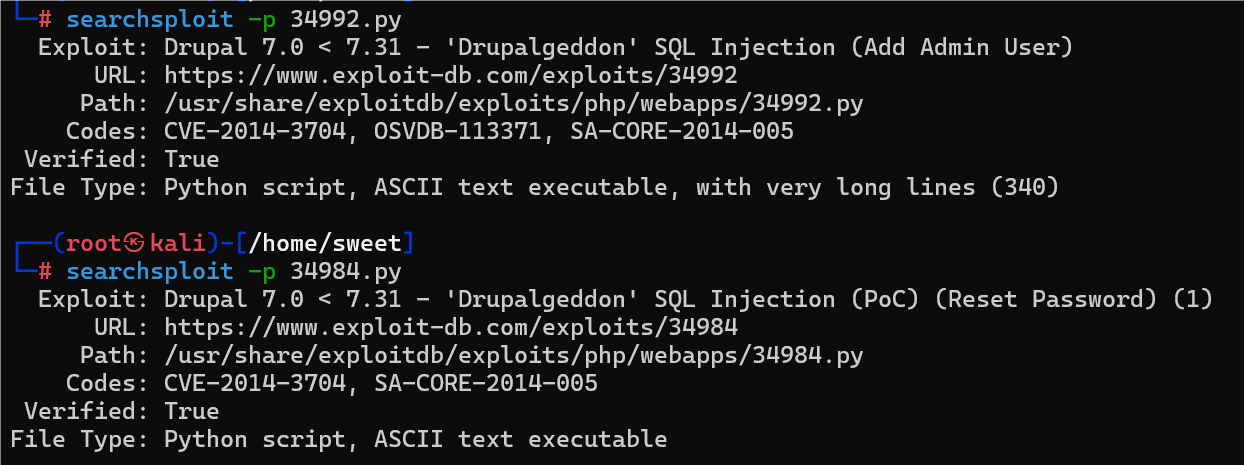 └─# searchsploit -p 34992.py
Exploit: Drupal 7.0 < 7.31 - 'Drupalgeddon' SQL Injection (Add Admin User)
URL: https://www.exploit-db.com/exploits/34992
Path: /usr/share/exploitdb/exploits/php/webapps/34992.py
Codes: CVE-2014-3704, OSVDB-113371, SA-CORE-2014-005
Verified: True
File Type: Python script, ASCII text executable, with very long lines (340)
┌──(root㉿kali)-[/home/sweet]
└─# searchsploit -p 34984.py
Exploit: Drupal 7.0 < 7.31 - 'Drupalgeddon' SQL Injection (PoC) (Reset Password) (1)
URL: https://www.exploit-db.com/exploits/34984
Path: /usr/share/exploitdb/exploits/php/webapps/34984.py
Codes: CVE-2014-3704, SA-CORE-2014-005
Verified: True
File Type: Python script, ASCII text executable